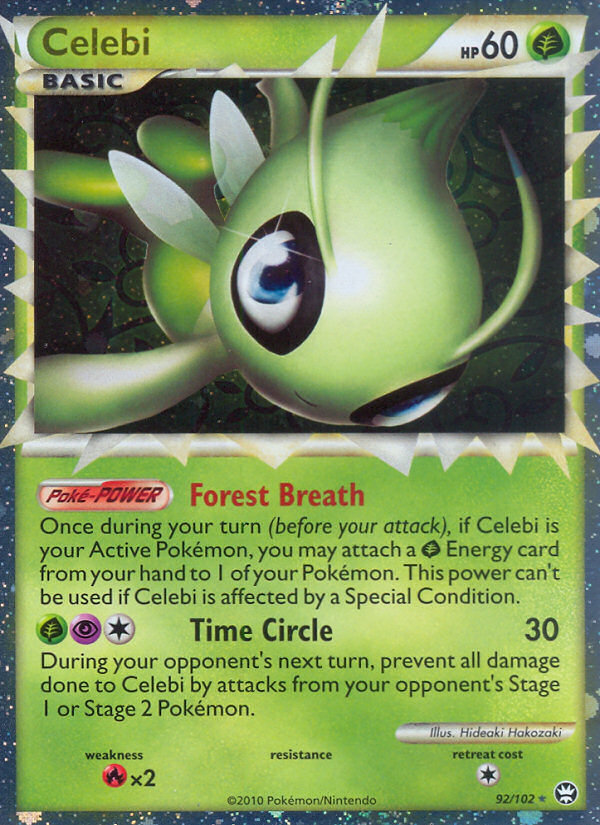 Celebi
HP 60
BASIC
Poké-POWER Forest Breath
Once during your turn (before your attack), if Celebi is
your Active Pokémon, you may attach a Energy card
from your hand to 1 of your Pokémon. This power can't
be used if Celebi is affected by a Special Condition.
Time Circle 30
During your opponent's next turn, prevent all damage
done to Celebi by attacks from your opponent's Stage
1 or Stage 2 Pokémon.
Illus. Hideaki Hakozaki
weakness resistance retreat cost
×2
©2010 Pokémon/Nintendo 92/102